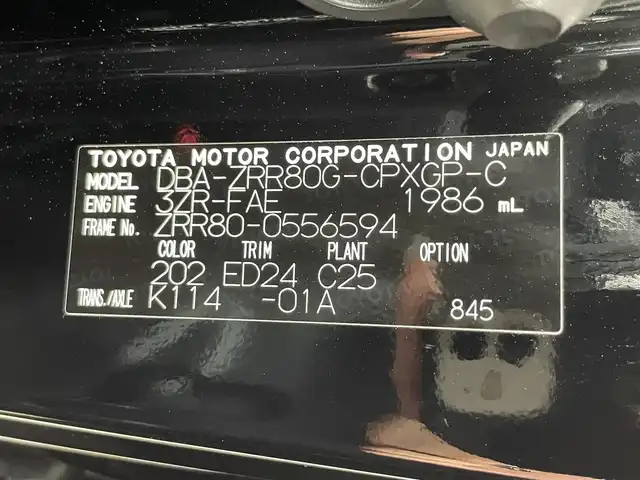 TOYOTA MOTOR CORPORATION JAPAN
MODEL DBA-ZRR80G-CPXGP-C
ENGINE 3ZR-FAE 1986 mL
FRAME No. ZRR80-0556594
COLOR TRIM PLANT OPTION
202 ED24 C25
TRANS./AXLE K114 -01A 845